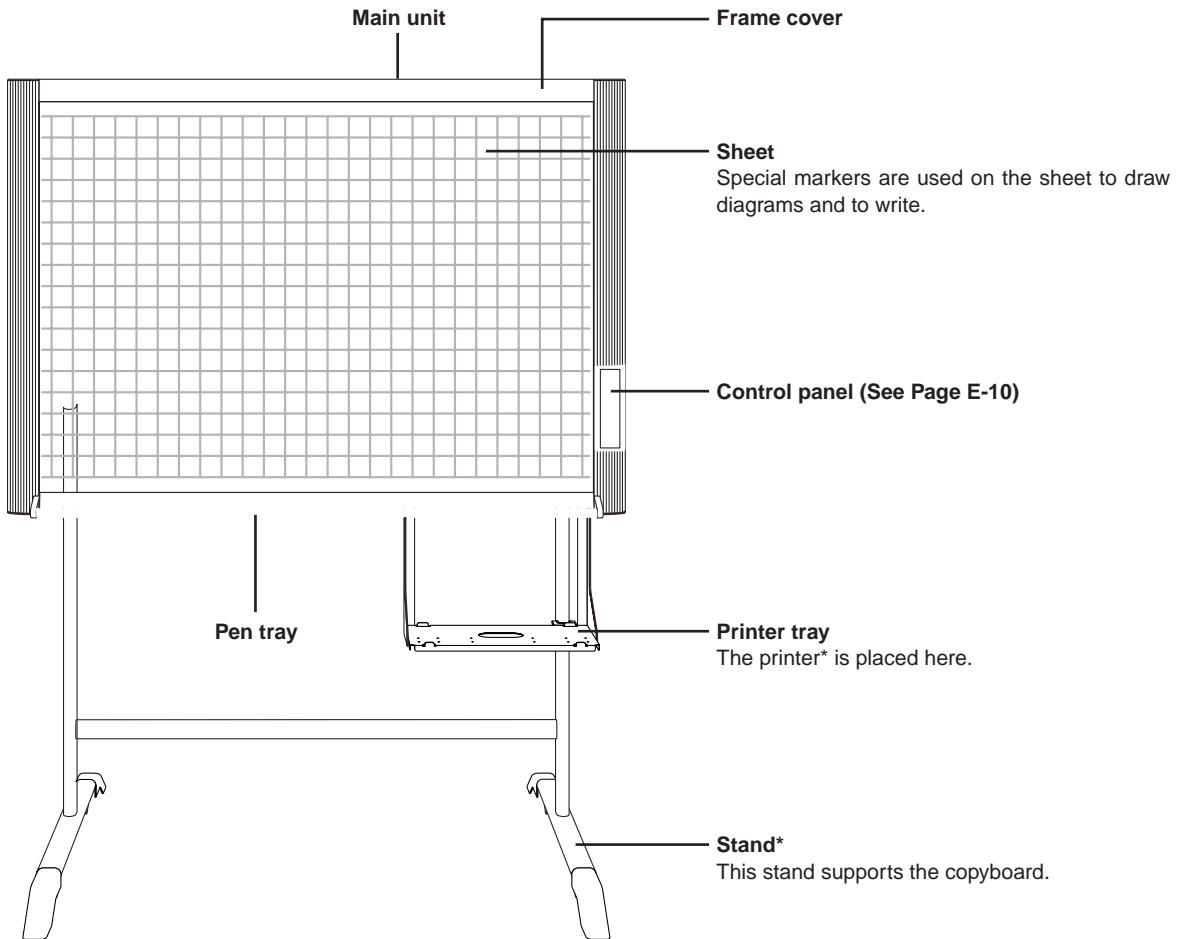 Main unit
Frame cover
Sheet
Special markers are used on the sheet to draw
diagrams and to write.
Control panel (See Page E-10)
Pen tray
Printer tray
The printer* is placed here.
Stand*
This stand supports the copyboard.